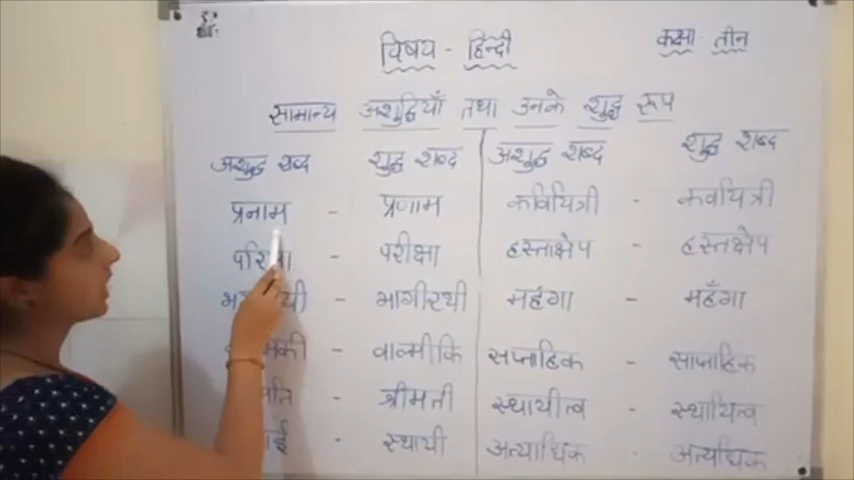 विषय - हिन्दी
कक्षा तीन
सामान्य अशुद्धियाँ तथा उनके शुद्ध रूप
अशुद्ध शब्द शुद्ध शब्द अशुद्ध शब्द शुद्ध शब्द
प्रनाम - प्रणाम कवियित्री - कवयित्री
परीक्षा हस्ताक्षेप - हस्तक्षेप
- भागीरथी महंगा - महँगा
- वाल्मीकि सप्ताहिक - साप्ताहिक
- श्रीमती स्थायीत्व - स्थायित्व
- स्थायी अत्याधिक - अत्यधिक